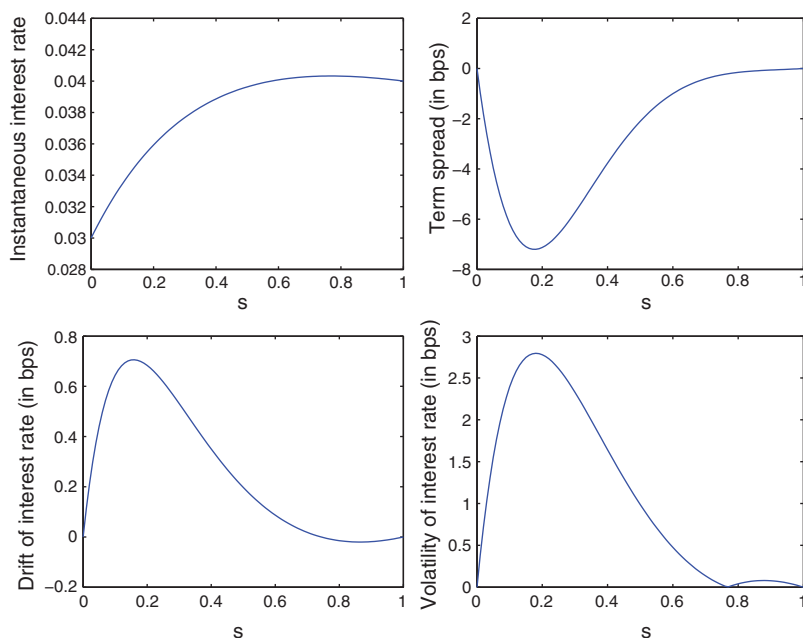 Instantaneous interest rate
0.044
0.042
0.04
0.038
0.036
0.034
0.032
0.03
0.028
0 0.2 0.4 0.6 0.8 1
s
Term spread (in bps)
2
0
−2
−4
−6
−8
0 0.2 0.4 0.6 0.8 1
s
Drift of interest rate (in bps)
0.8
0.6
0.4
0.2
0
−0.2
0 0.2 0.4 0.6 0.8 1
s
Volatility of interest rate (in bps)
3
2.5
2
1.5
1
0.5
0
0 0.2 0.4 0.6 0.8 1
s